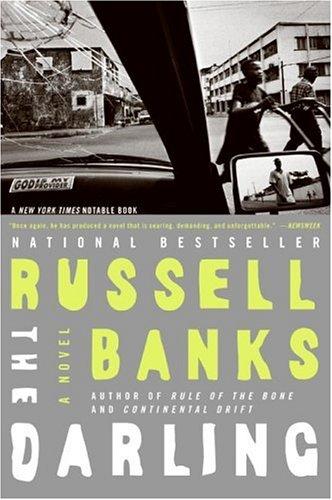 GOD IS MY
PROVIDER
A NEW YORK TIMES NOTABLE BOOK
"Once again, he has produced a novel that is searing, demanding, and unforgettable." —NEWSWEEK
NATIONAL BESTSELLER
RUSSELL
BANKS
THE
A NOVEL
AUTHOR OF RULE OF THE BONE
AND CONTINENTAL DRIFT
DARLING